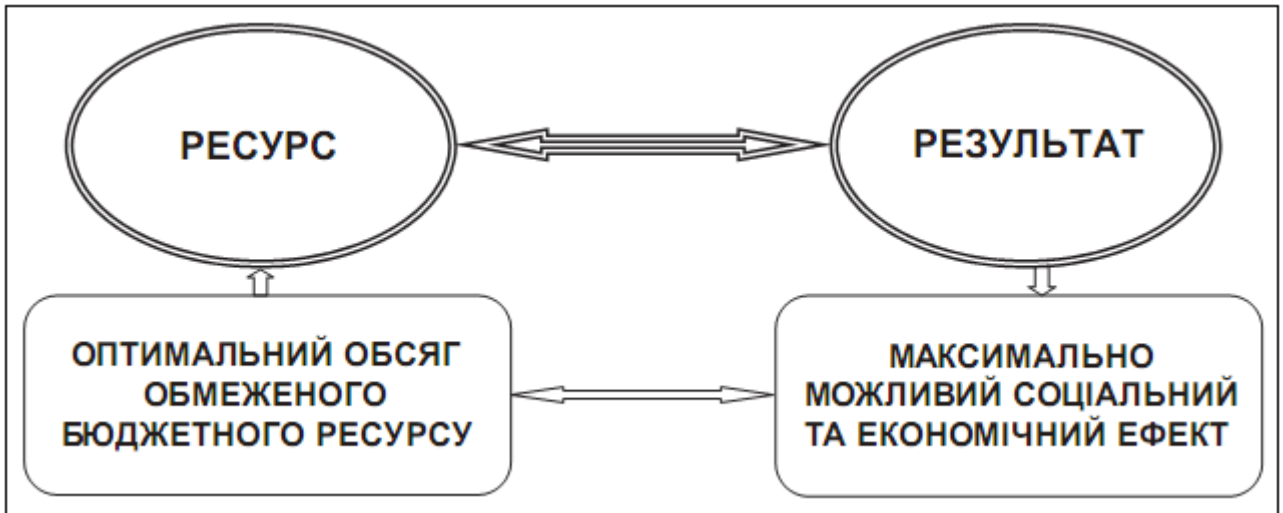 РЕСУРС
РЕЗУЛЬТАТ
ОПТИМАЛЬНИЙ ОБСЯГ
ОБМЕЖЕНОГО
БЮДЖЕТНОГО РЕСУРСУ
МАКСИМАЛЬНО
МОЖЛИВИЙ СОЦІАЛЬНИЙ
ТА ЕКОНОМІЧНИЙ ЕФЕКТ